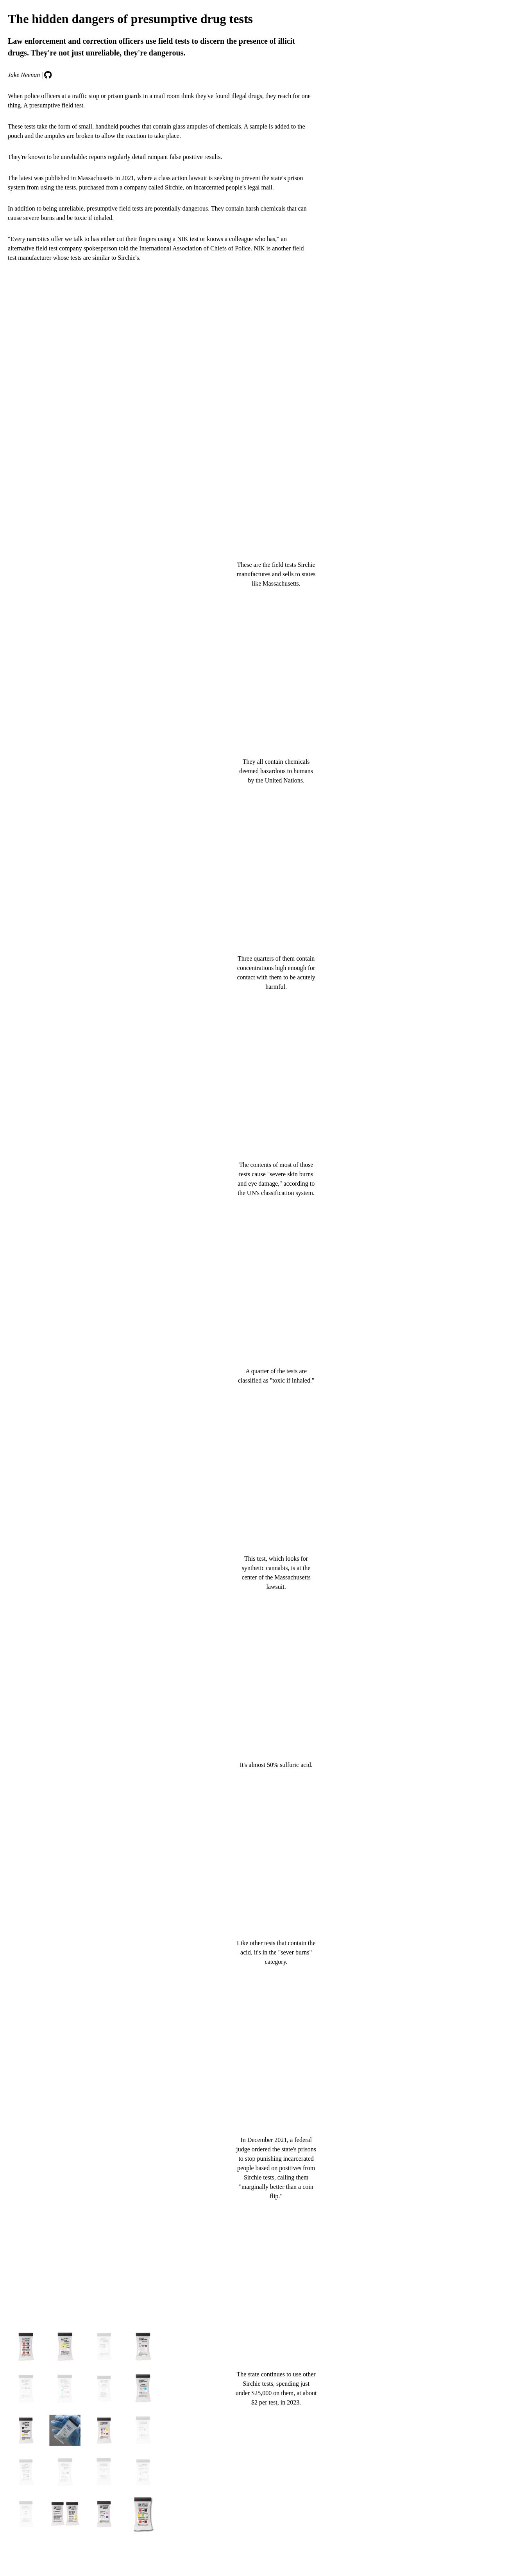 The hidden dangers of presumptive drug tests
Law enforcement and correction officers use field tests to discern the presence of illicit
drugs. They're not just unreliable, they're dangerous.
Jake Neenan |
When police officers at a traffic stop or prison guards in a mail room think they've found illegal drugs, they reach for one
thing. A presumptive field test.
These tests take the form of small, handheld pouches that contain glass ampules of chemicals. A sample is added to the
pouch and the ampules are broken to allow the reaction to take place.
They're known to be unreliable: reports regularly detail rampant false positive results.
The latest was published in Massachusetts in 2021, where a class action lawsuit is seeking to prevent the state's prison
system from using the tests, purchased from a company called Sirchie, on incarcerated people's legal mail.
In addition to being unreliable, presumptive field tests are potentially dangerous. They contain harsh chemicals that can
cause severe burns and be toxic if inhaled.
"Every narcotics offer we talk to has either cut their fingers using a NIK test or knows a colleague who has," an
alternative field test company spokesperson told the International Association of Chiefs of Police. NIK is another field
test manufacturer whose tests are similar to Sirchie's.
These are the field tests Sirchie
manufactures and sells to states
like Massachusetts.
They all contain chemicals
deemed hazardous to humans
by the United Nations.
Three quarters of them contain
concentrations high enough for
contact with them to be acutely
harmful.
The contents of most of those
tests cause "severe skin burns
and eye damage," according to
the UN's classification system.
A quarter of the tests are
classified as "toxic if inhaled."
This test, which looks for
synthetic cannabis, is at the
center of the Massachusetts
lawsuit.
It's almost 50% sulfuric acid.
Like other tests that contain the
acid, it's in the "sever burns"
category.
In December 2021, a federal
judge ordered the state's prisons
to stop punishing incarcerated
people based on positives from
Sirchie tests, calling them
"marginally better than a coin
flip."
The state continues to use other
Sirchie tests, spending just
under $25,000 on them, at about
$2 per test, in 2023.